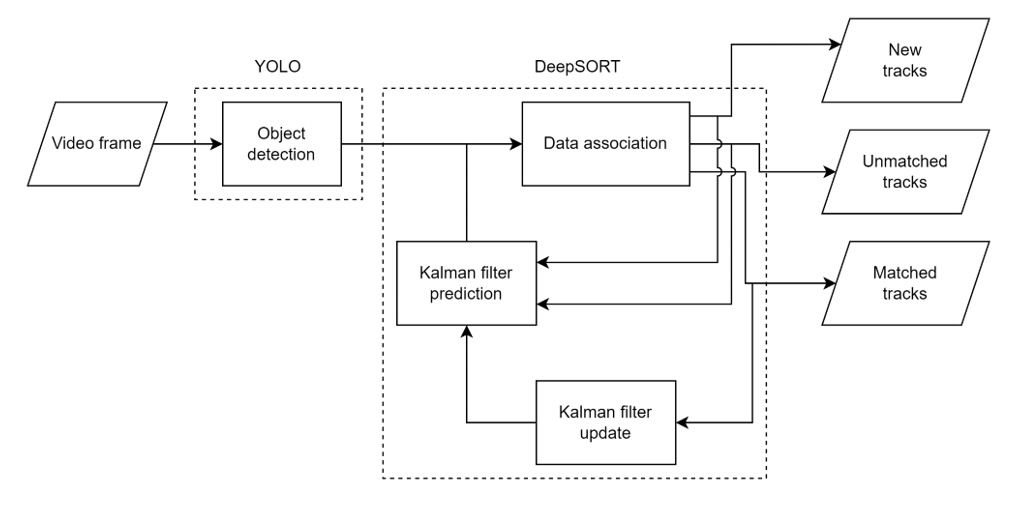 YOLO
DeepSORT
Video frame
Object
detection
Data association
New
tracks
Unmatched
tracks
Kalman filter
prediction
Matched
tracks
Kalman filter
update